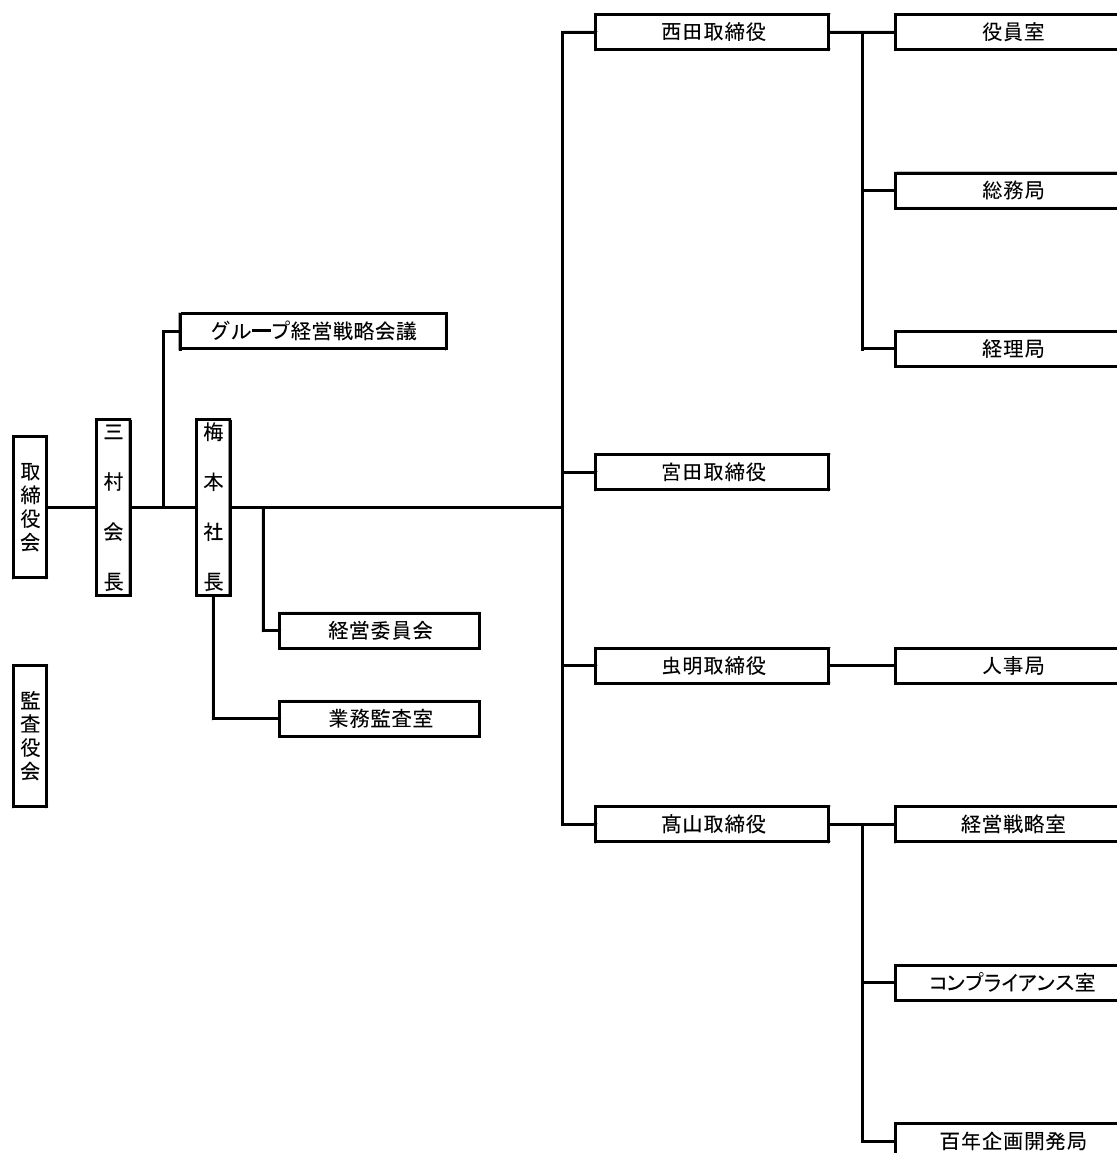 西田取締役
役員室
総務局
グループ経営戦略会議
経理局
取締役会
三村会長
梅本社長
宮田取締役
経営委員会
監査役会
業務監査室
虫明取締役
人事局
髙山取締役
経営戦略室
コンプライアンス室
百年企画開発局